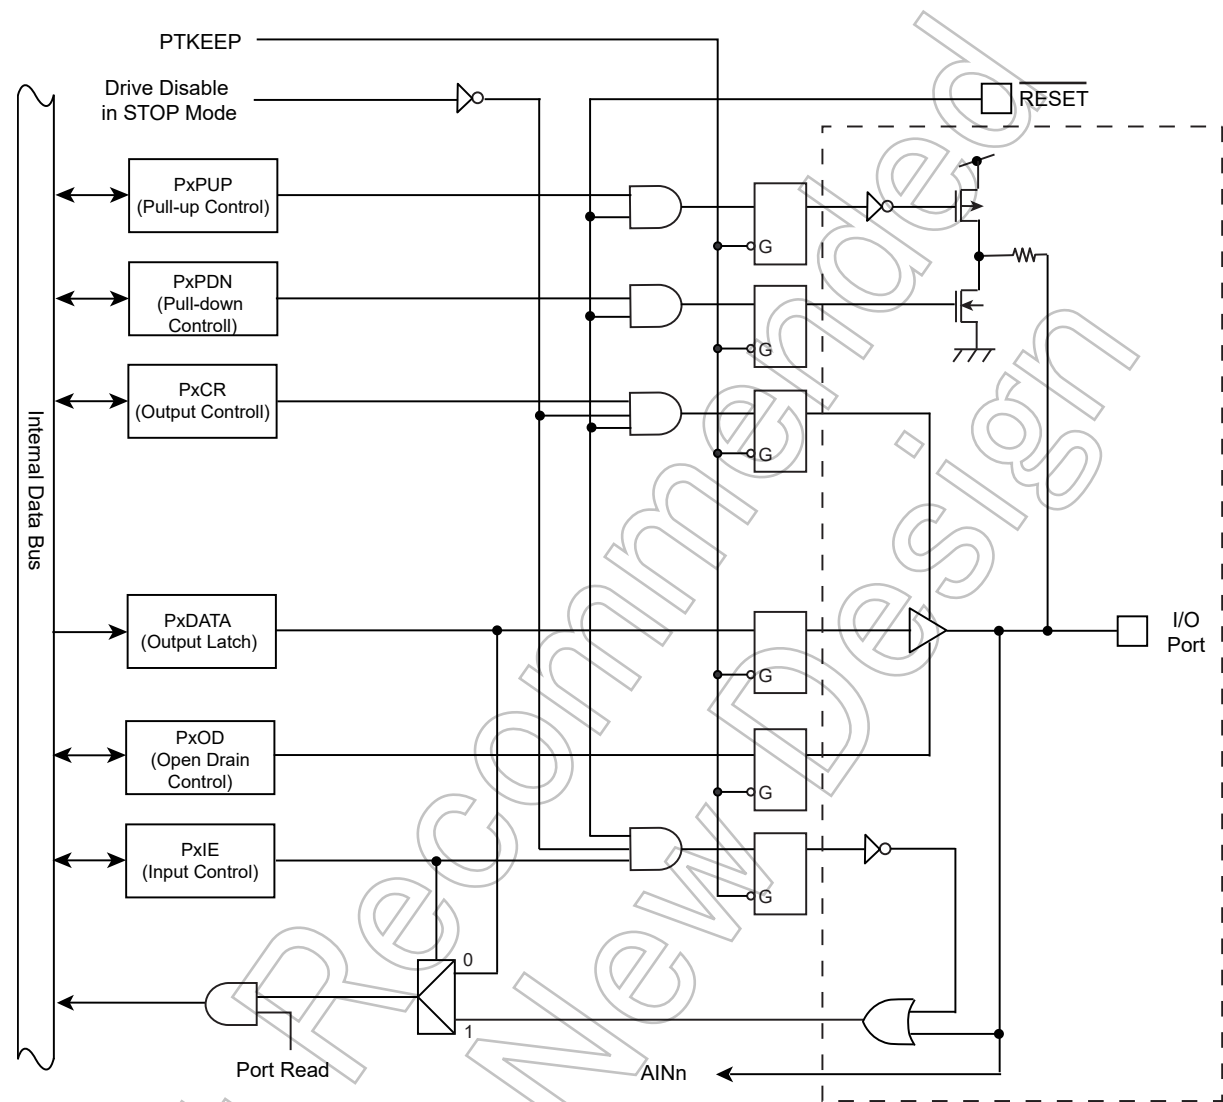 PTKEEP
Drive Disable
in STOP Mode
RESET
PxPUP
(Pull-up Control)
G
PxPDN
(Pull-down
Controll)
G
PxCR
(Output Controll)
G
Internal Data Bus
PxDATA
(Output Latch)
G
I/O
Port
PxOD
(Open Drain
Control)
G
PxIE
(Input Control)
G
0
1
Port Read
AINn
Recommended
New Design